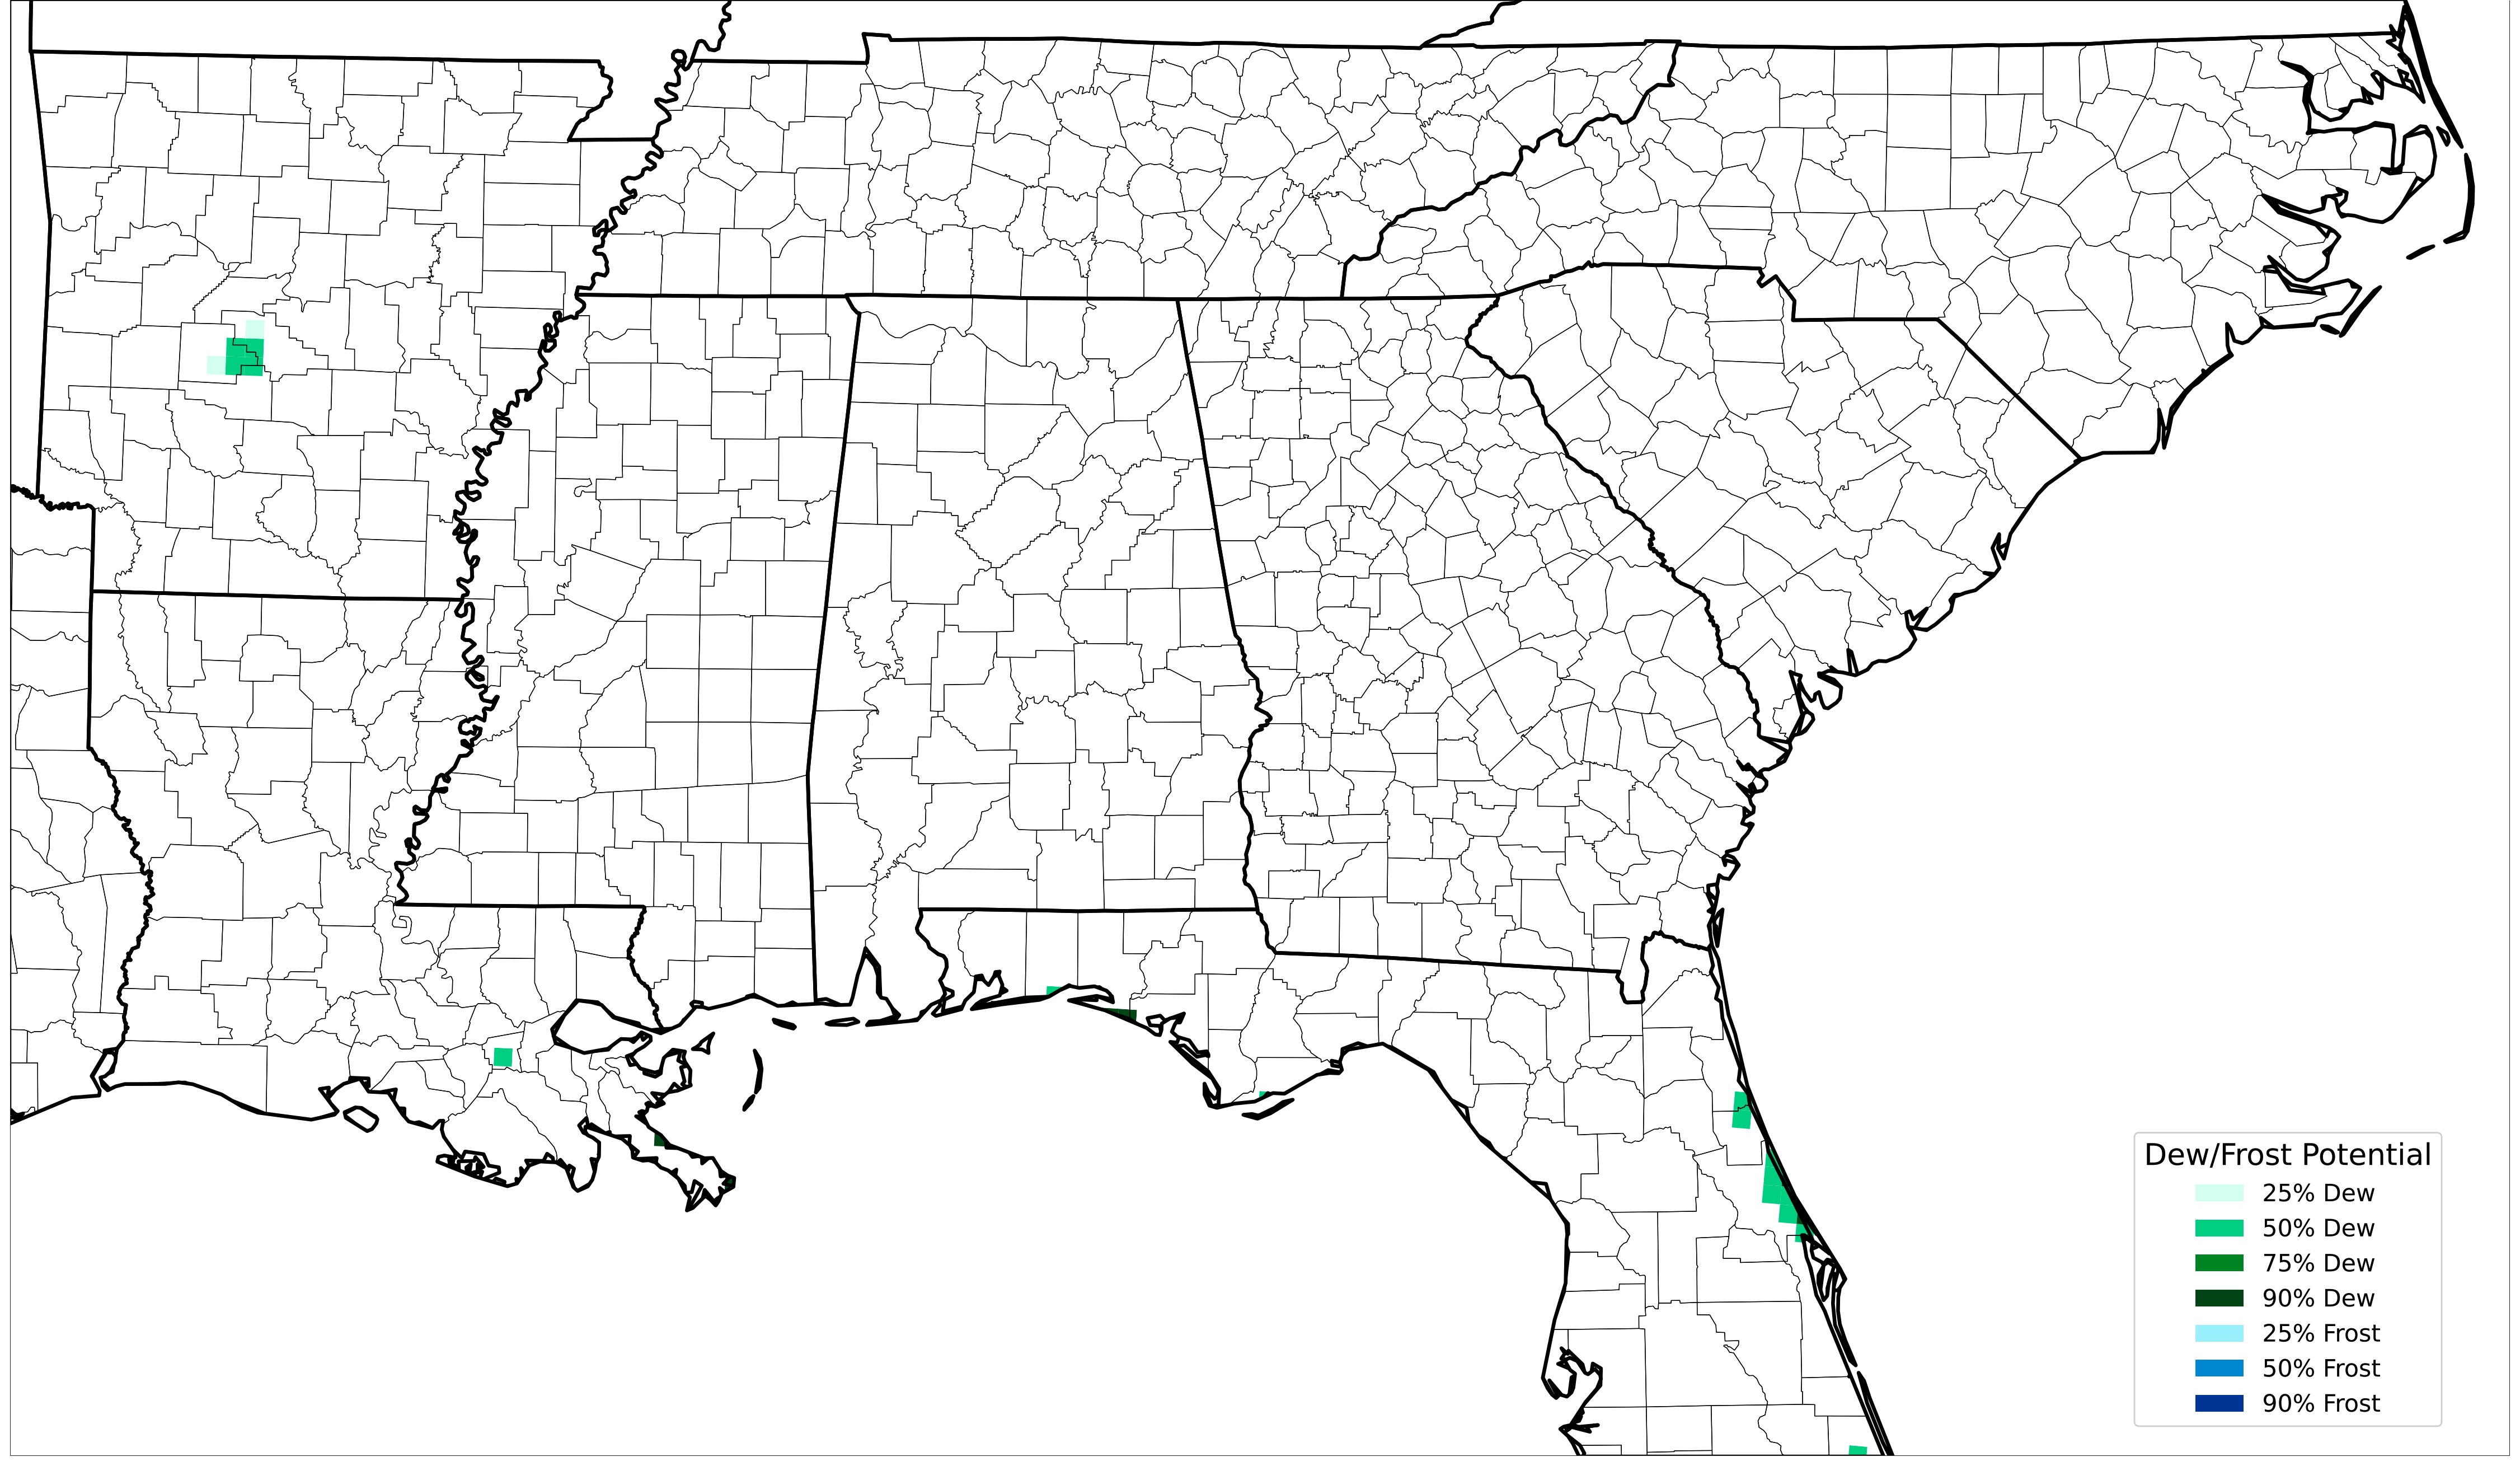 Dew/Frost Potential
25% Dew
50% Dew
75% Dew
90% Dew
25% Frost
50% Frost
90% Frost